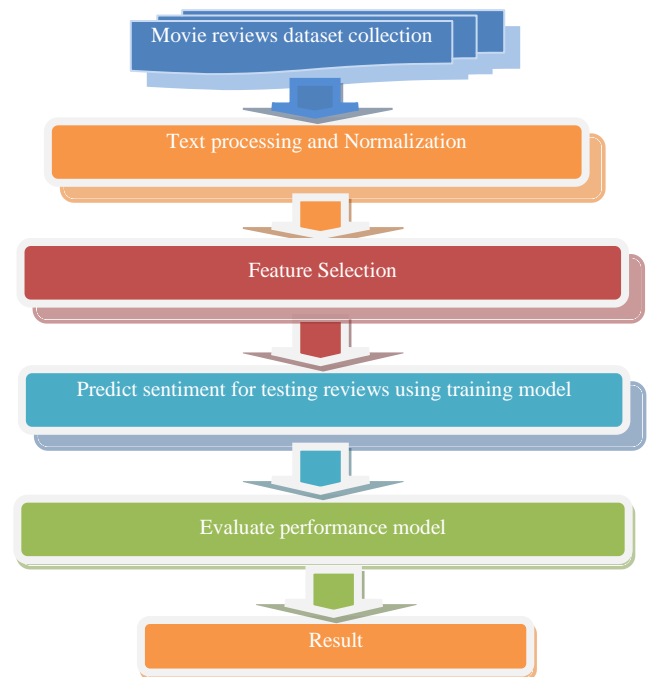 Movie reviews dataset collection
Text processing and Normalization
Feature Selection
Predict sentiment for testing reviews using training model
Evaluate performance model
Result